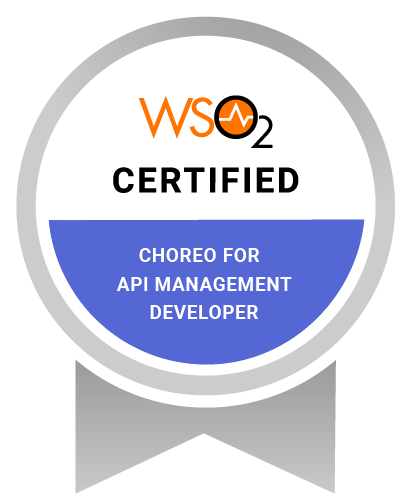 WSO2
CERTIFIED
CHOREO FOR
API MANAGEMENT
DEVELOPER